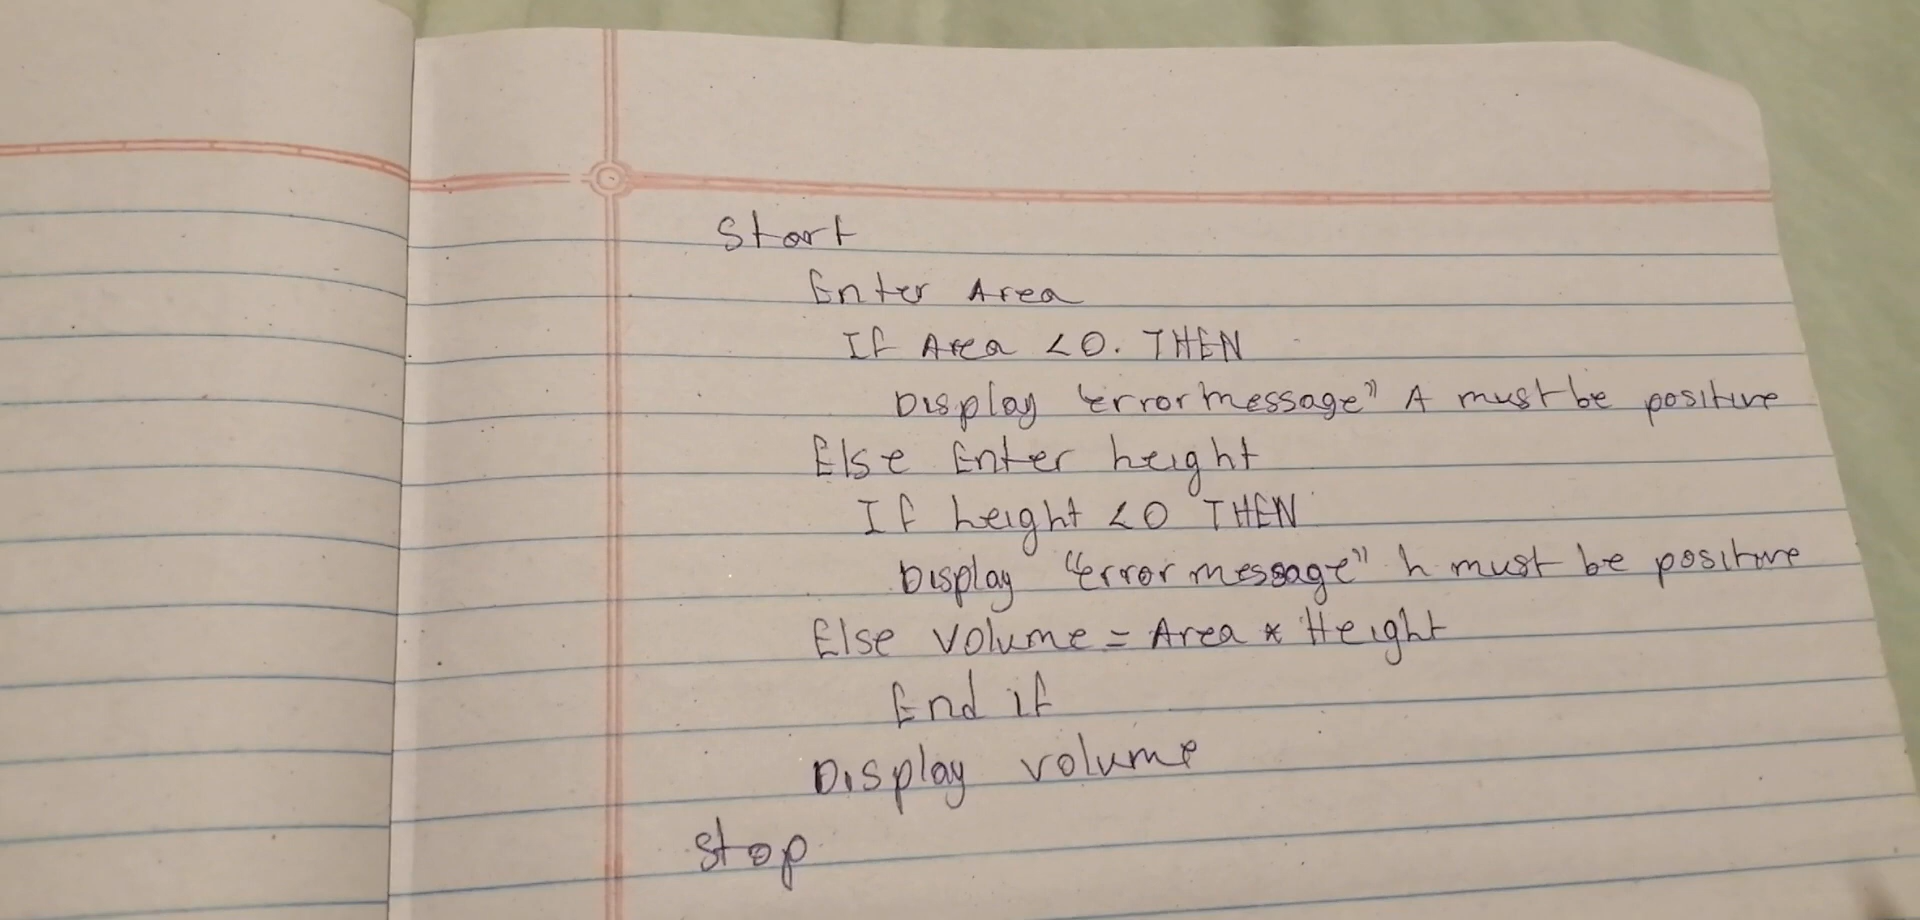 Start
Enter Area
If Area <0. THEN
Display "error message" A must be positive
Else Enter height
If height <0 THEN
Display "error message" h must be positive
Else volume = Area * Height
End if
Display volume
Stop